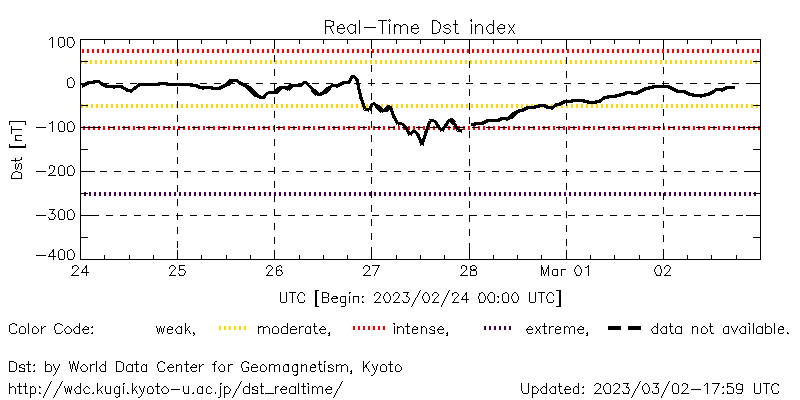 Real-Time Dst index
100
0
-100
-200
-300
-400
Dst [nT]
24 25 26 27 28 Mar 01 02
UTC [Begin: 2023/02/24 00:00 UTC]
Color Code: weak, moderate, intense, extreme, data not available.
Dst: by World Data Center for Geomagnetism, Kyoto
http://wdc.kugi.kyoto-u.ac.jp/dst_realtime/ Updated: 2023/03/02-17:59 UTC